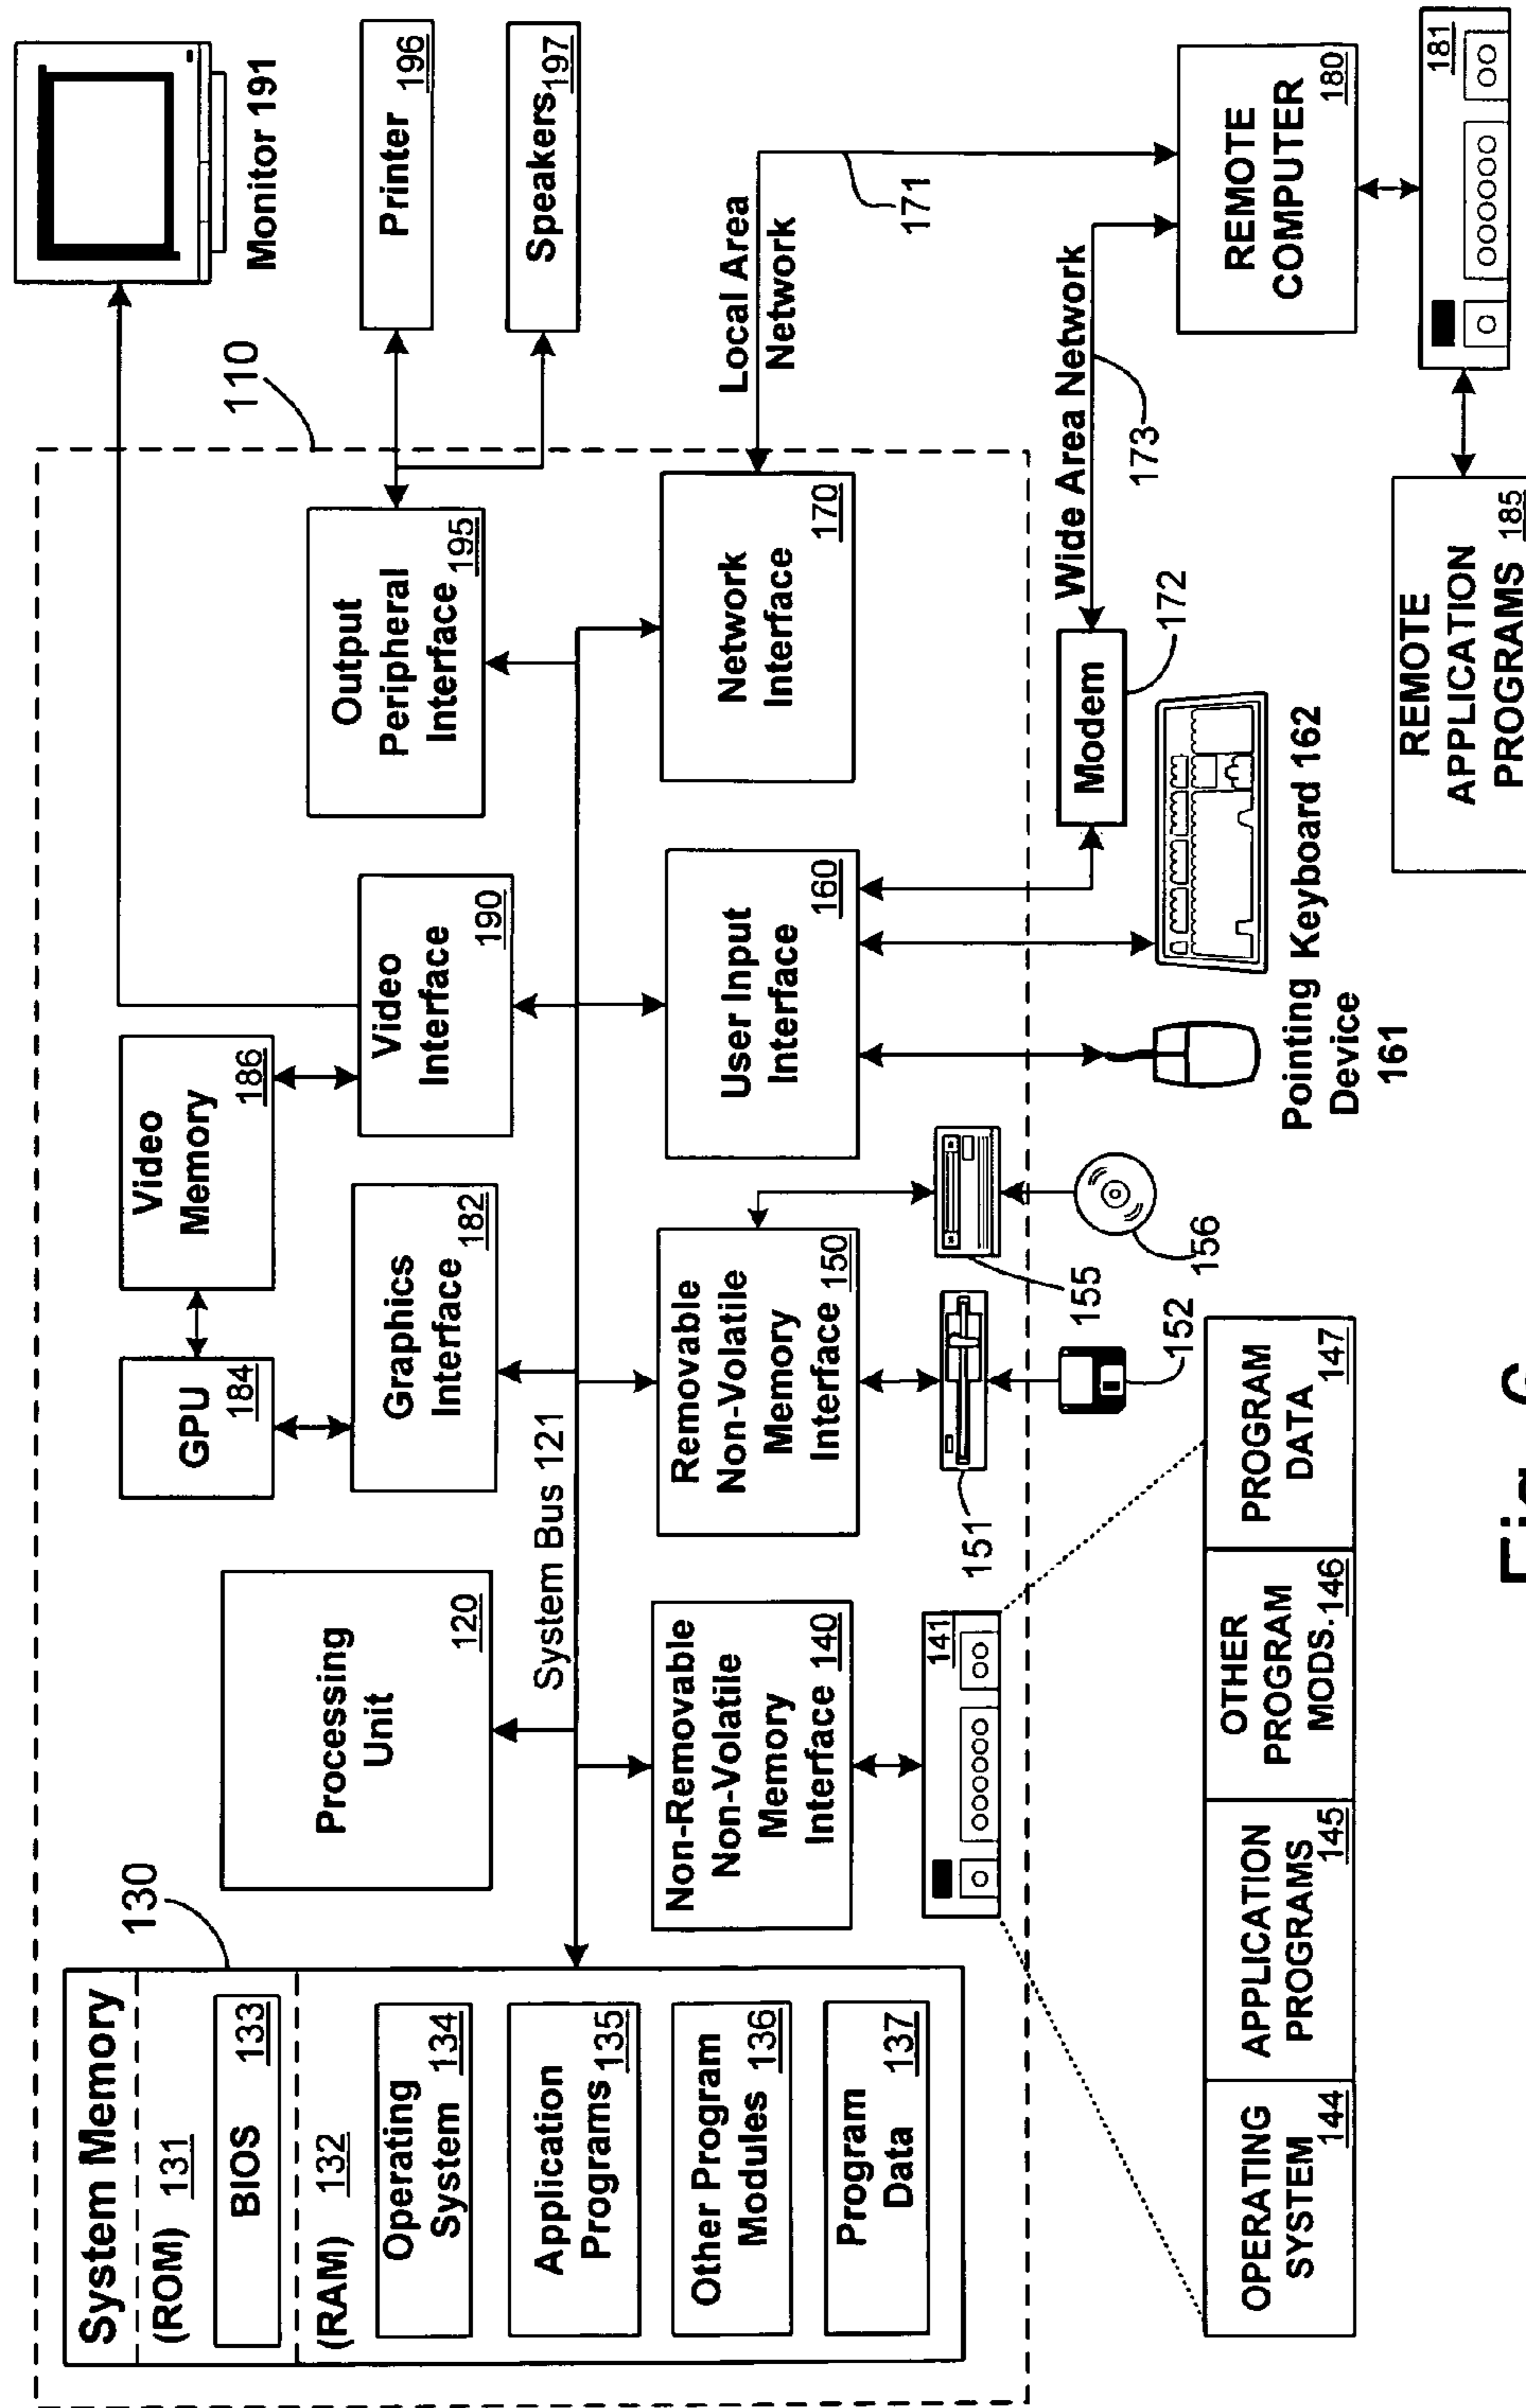 System Memory
(ROM) 131
BIOS 133
(RAM) 132
Operating
System 134
Application
Programs 135
Other Program
Modules 136
Program
Data 137
130
Processing
Unit
120
GPU
184
Video
Memory
186
Graphics
Interface
182
Video
Interface
190
Output
Peripheral
Interface 195
110
Monitor 191
Printer
196
Speakers 197
System Bus 121
Non-Removable
Non-Volatile
Memory
Interface 140
Removable
Non-Volatile
Memory
Interface 150
User Input
Interface
160
Network
Interface
170
Local Area
Network
171
141
151
152
155
156
Modem
172
Wide Area Network
173
Pointing
Device
161
Keyboard 162
REMOTE
COMPUTER
180
181
REMOTE
APPLICATION
PROGRAMS 185
OPERATING
SYSTEM
144
APPLICATION
PROGRAMS
145
OTHER
PROGRAM
MODS. 146
PROGRAM
DATA
147